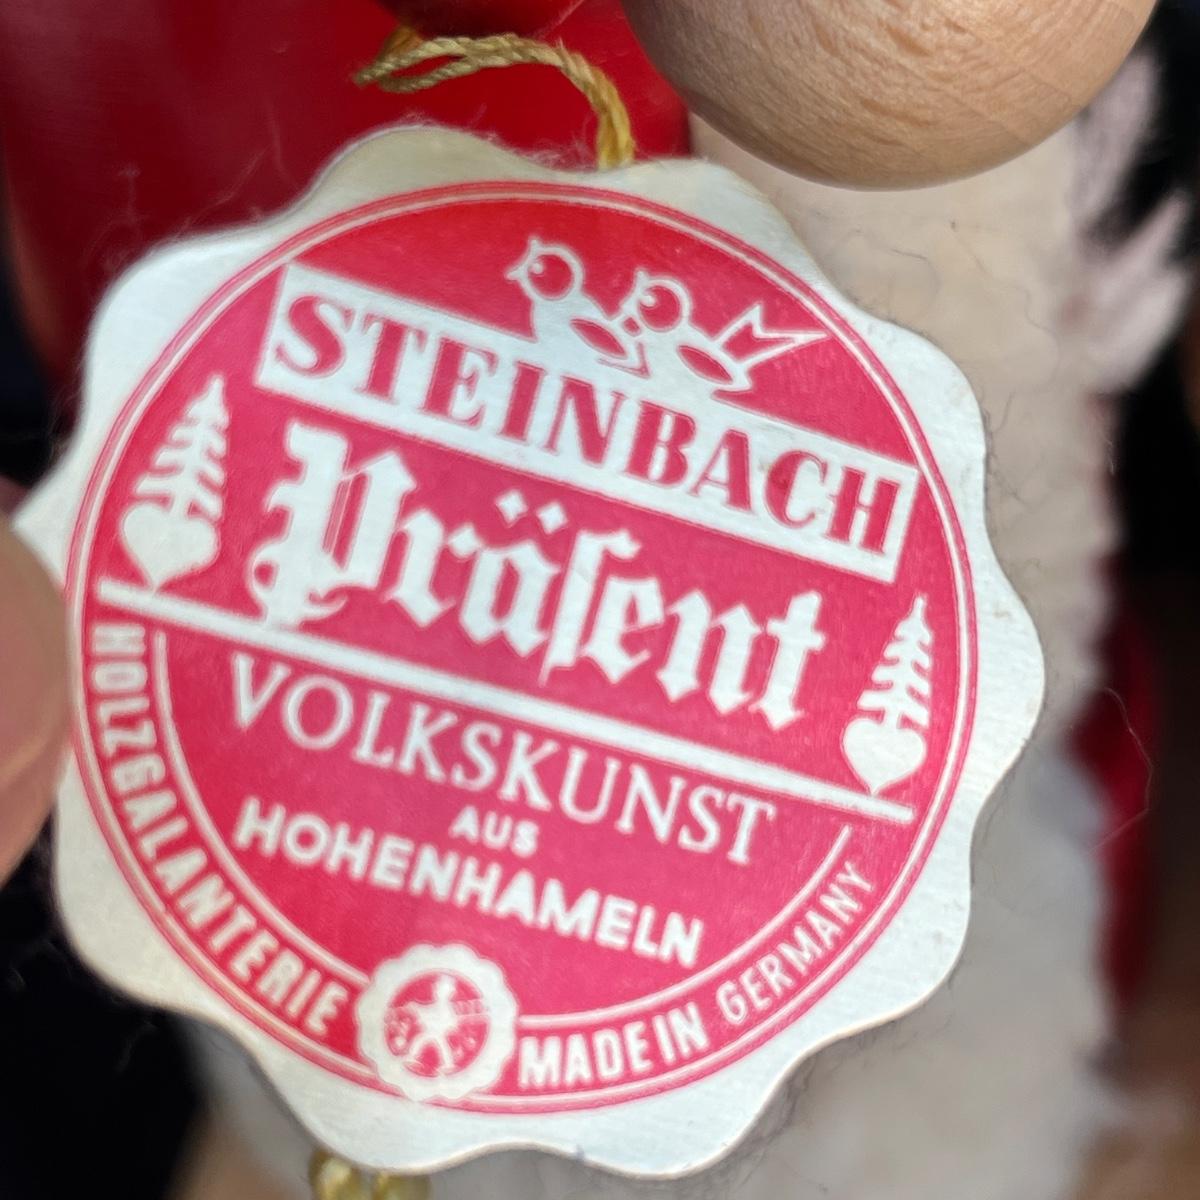 STEINBACH
Präſent
VOLKSKUNST
AUS
HOHENHAMELN
HOLZGALANTERIE
MADE IN GERMANY